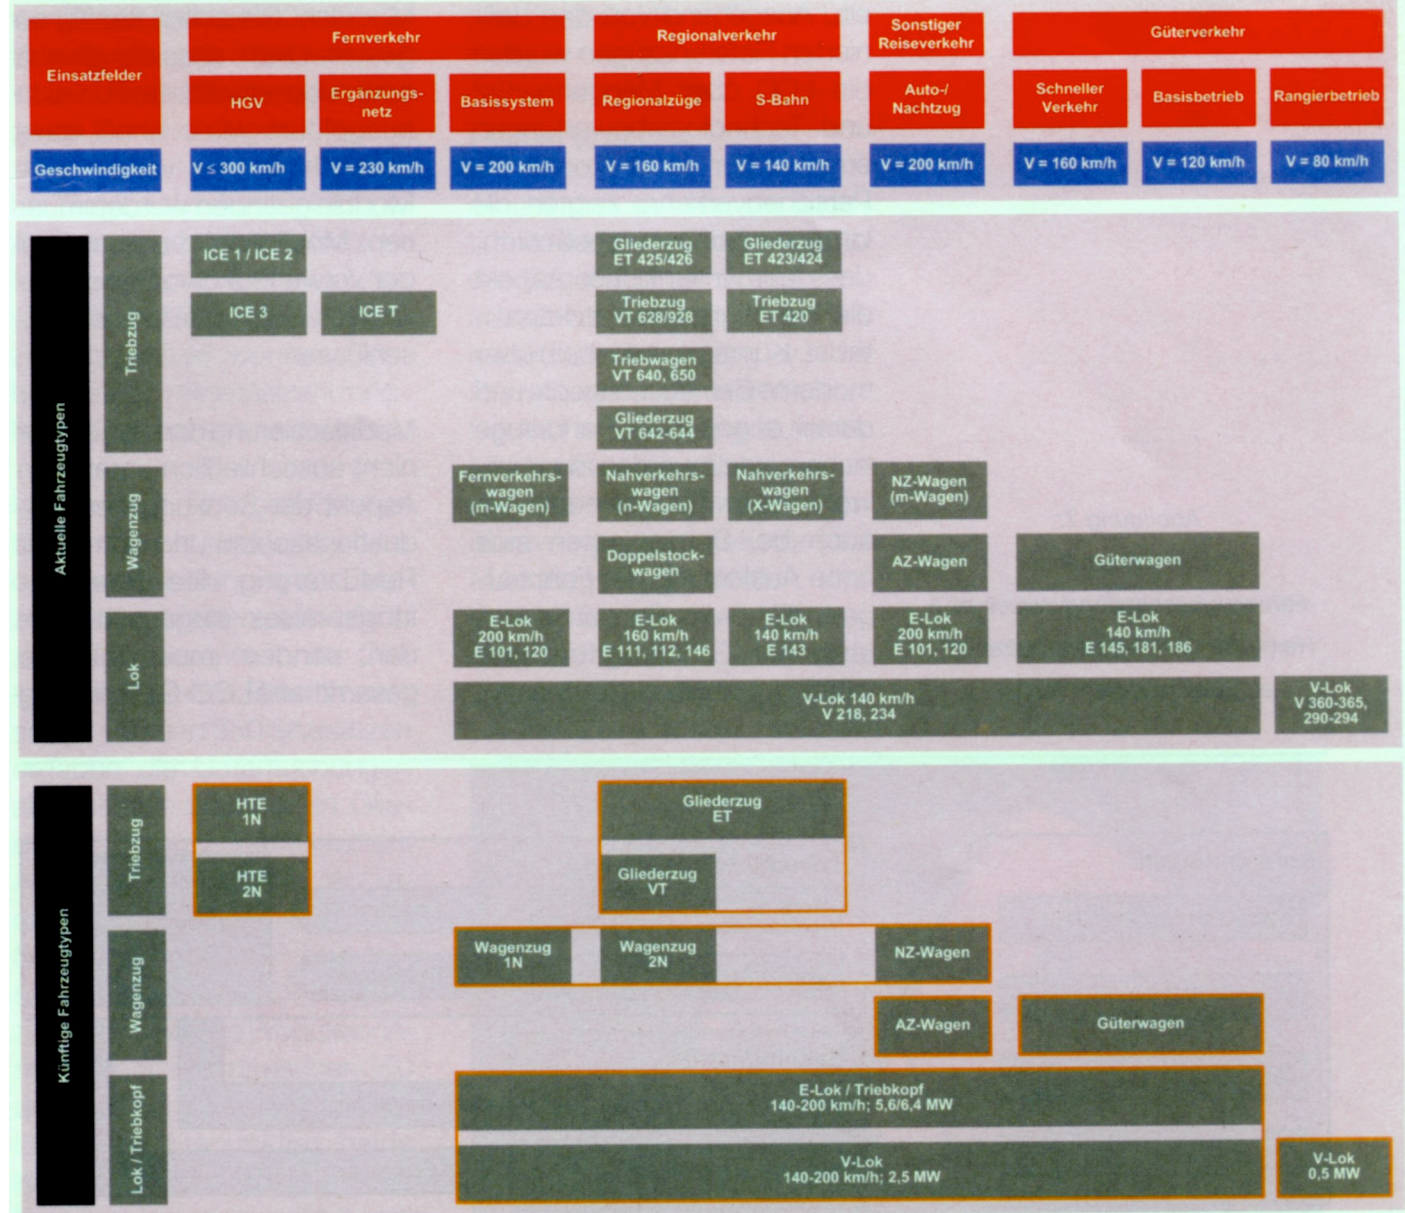 Einsatzfelder
Fernverkehr
Regionalverkehr
Sonstiger
Reiseverkehr
Güterverkehr
HGV
Ergänzungs-
netz
Basissystem
Regionalzüge
S-Bahn
Auto-/
Nachtzug
Schneller
Verkehr
Basisbetrieb
Rangierbetrieb
Geschwindigkeit
V ≤ 300 km/h
V = 230 km/h
V = 200 km/h
V = 160 km/h
V = 140 km/h
V = 200 km/h
V = 160 km/h
V = 120 km/h
V = 80 km/h
Aktuelle Fahrzeugtypen
Triebzug
ICE 1 / ICE 2
Gliederzug
ET 425/426
Gliederzug
ET 423/424
ICE 3
ICE T
Triebzug
VT 628/928
Triebzug
ET 420
Triebwagen
VT 640, 650
Gliederzug
VT 642-644
Wagenzug
Fernverkehrs-
wagen
(m-Wagen)
Nahverkehrs-
wagen
(n-Wagen)
Nahverkehrs-
wagen
(X-Wagen)
NZ-Wagen
(m-Wagen)
Doppelstock-
wagen
AZ-Wagen
Güterwagen
Lok
E-Lok
200 km/h
E 101, 120
E-Lok
160 km/h
E 111, 112, 146
E-Lok
140 km/h
E 143
E-Lok
200 km/h
E 101, 120
E-Lok
140 km/h
E 145, 181, 186
V-Lok 140 km/h
V 218, 234
V-Lok
V 360-365,
290-294
Künftige Fahrzeugtypen
Triebzug
HTE
1N
Gliederzug
ET
HTE
2N
Gliederzug
VT
Wagenzug
Wagenzug
1N
Wagenzug
2N
NZ-Wagen
AZ-Wagen
Güterwagen
Lok / Triebkopf
E-Lok / Triebkopf
140-200 km/h; 5,6/6,4 MW
V-Lok
140-200 km/h; 2,5 MW
V-Lok
0,5 MW